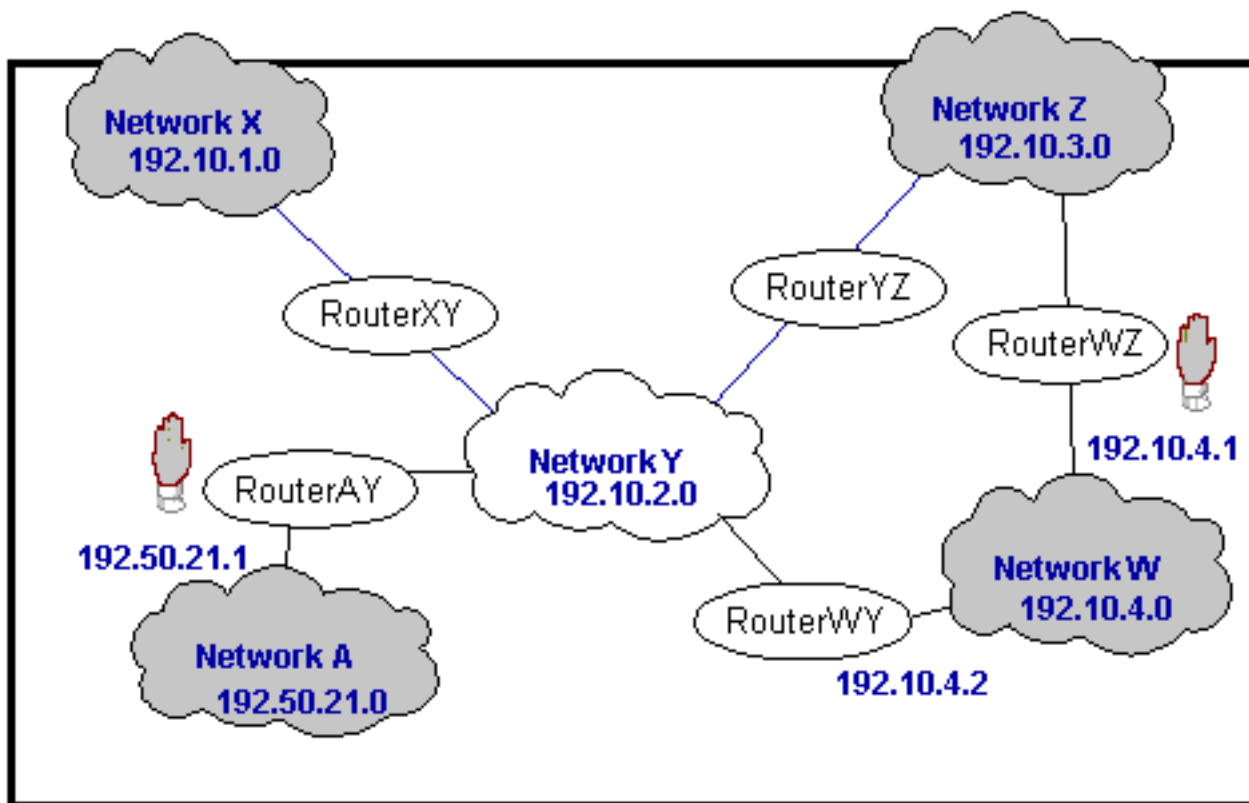 Network X
192.10.1.0
Network Z
192.10.3.0
RouterXY
RouterYZ
RouterWZ
192.10.4.1
Network Y
192.10.2.0
RouterAY
192.50.21.1
Network W
192.10.4.0
RouterWY
192.10.4.2
Network A
192.50.21.0